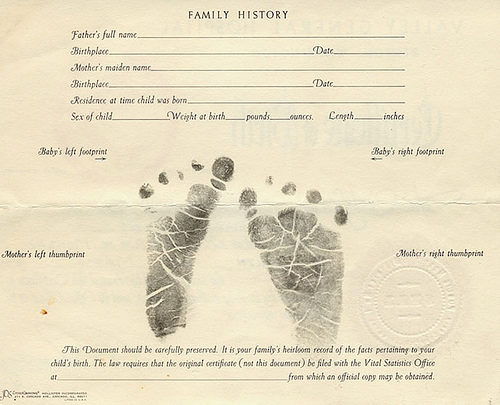 FAMILY HISTORY
Father's full name
Birthplace Date
Mother's maiden name
Birthplace Date
Residence at time child was born
Sex of child Weight at birth pounds ounces. Length inches
Baby's left footprint Baby's right footprint
Mother's left thumbprint Mother's right thumbprint
This Document should be carefully preserved. It is your family's heirloom record of the facts pertaining to your
child's birth. The law requires that the original certificate (not this document) be filed with the Vital Statistics Office
at from which an official copy may be obtained.
HOLLISTER INCORPORATED